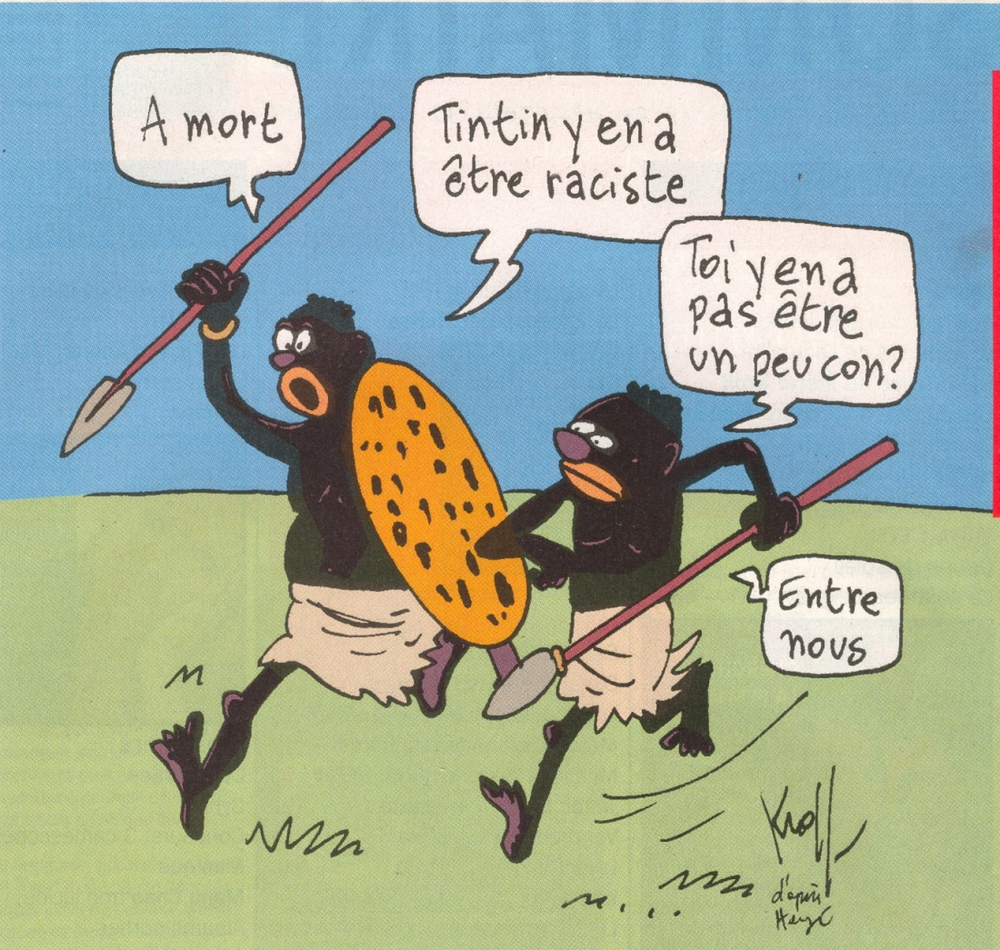 A mort
Tintin y en a
être raciste
Toi y en a
pas être
un peu con?
Entre
nous
Kroll
d'après
Hergé